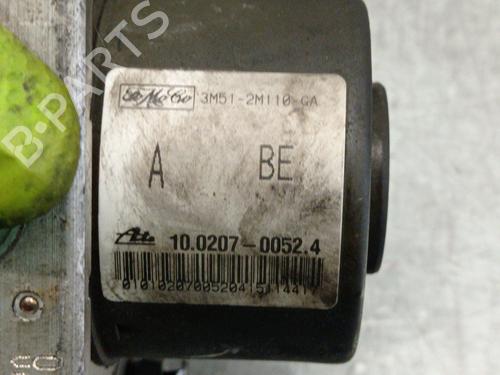 B-PARTS
FoMoCo 3M51-2M110-GA
A BE
Ate 10.0207-0052.4